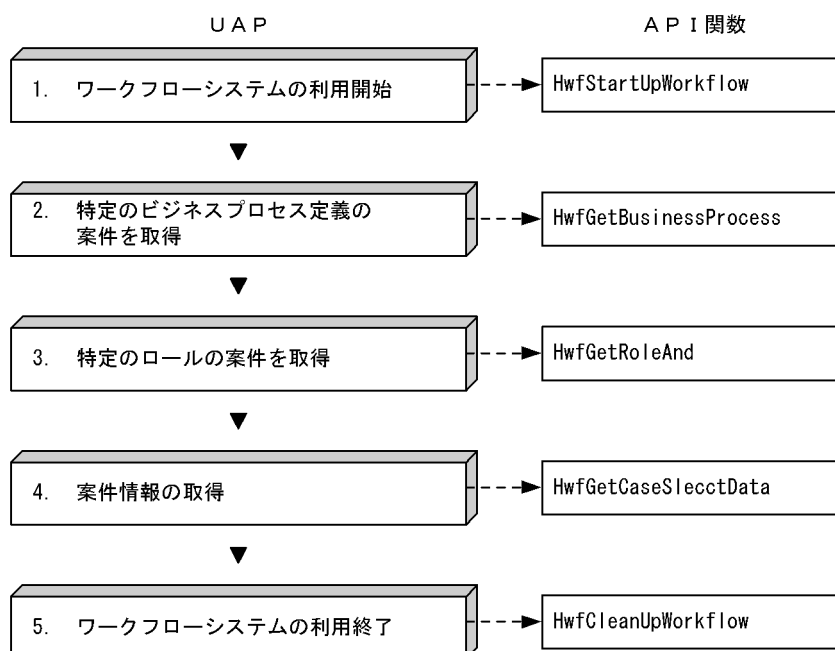 UAP
API関数
1. ワークフローシステムの利用開始
HwfStartUpWorkflow
2. 特定のビジネスプロセス定義の
案件を取得
HwfGetBusinessProcess
3. 特定のロールの案件を取得
HwfGetRoleAnd
4. 案件情報の取得
HwfGetCaseSlecctData
5. ワークフローシステムの利用終了
HwfCleanUpWorkflow